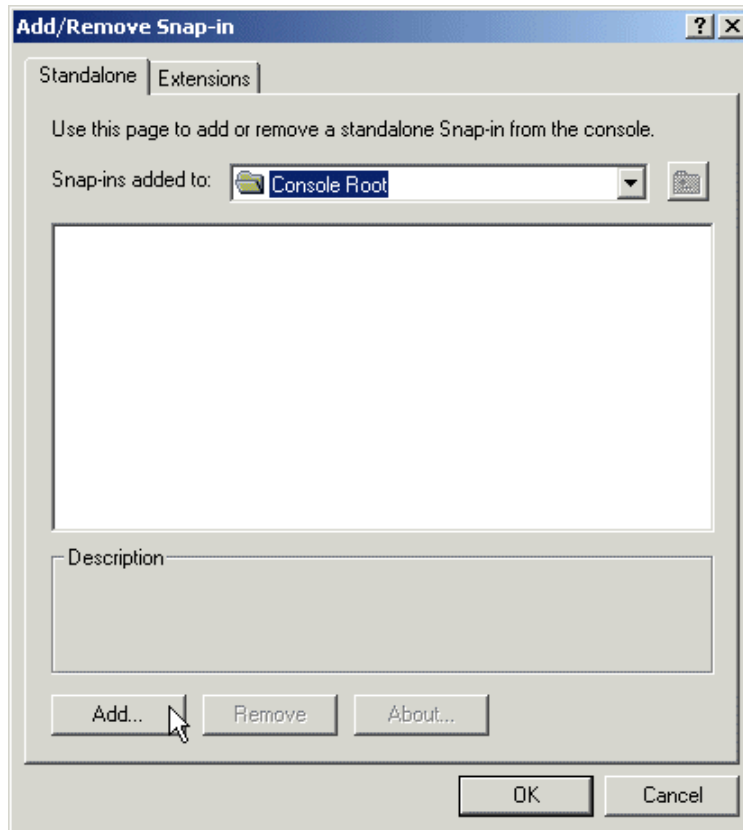 Add/Remove Snap-in
Standalone Extensions
Use this page to add or remove a standalone Snap-in from the console.
Snap-ins added to: Console Root
Description
Add... Remove About...
OK Cancel